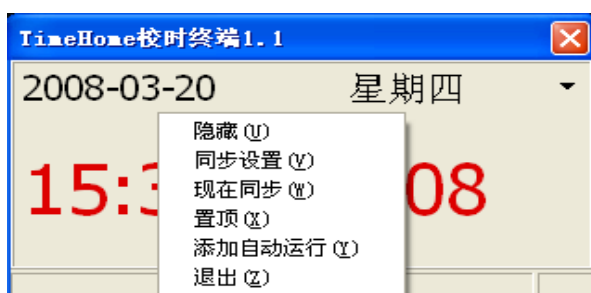 TimeHome校时终端1.1
2008-03-20 星期四
隐藏(U)
同步设置(V)
15:3 08
现在同步(W)
置顶(X)
添加自动运行(Y)
退出(Z)